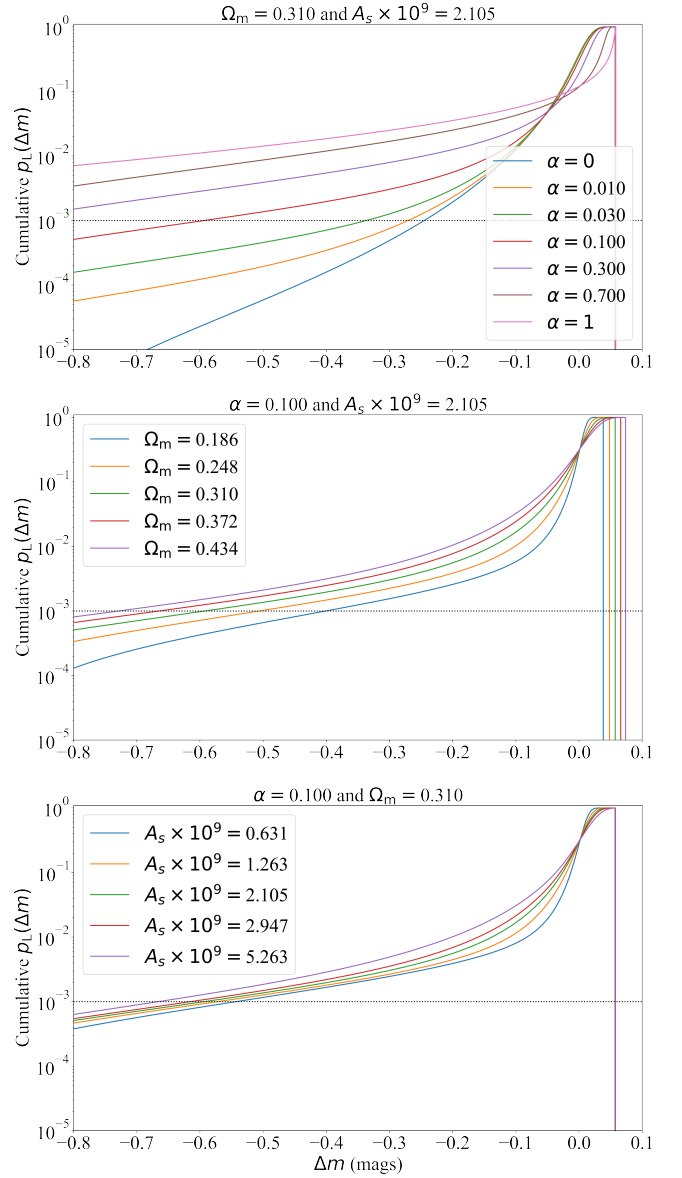 Ωm = 0.310 and As × 10⁹ = 2.105
Cumulative pL(Δm)
10⁰
10⁻¹
10⁻²
10⁻³
10⁻⁴
10⁻⁵
α = 0
α = 0.010
α = 0.030
α = 0.100
α = 0.300
α = 0.700
α = 1
−0.8 −0.7 −0.6 −0.5 −0.4 −0.3 −0.2 −0.1 0.0 0.1
α = 0.100 and As × 10⁹ = 2.105
Cumulative pL(Δm)
10⁰
10⁻¹
10⁻²
10⁻³
10⁻⁴
10⁻⁵
Ωm = 0.186
Ωm = 0.248
Ωm = 0.310
Ωm = 0.372
Ωm = 0.434
−0.8 −0.7 −0.6 −0.5 −0.4 −0.3 −0.2 −0.1 0.0 0.1
α = 0.100 and Ωm = 0.310
Cumulative pL(Δm)
10⁰
10⁻¹
10⁻²
10⁻³
10⁻⁴
10⁻⁵
As × 10⁹ = 0.631
As × 10⁹ = 1.263
As × 10⁹ = 2.105
As × 10⁹ = 2.947
As × 10⁹ = 5.263
−0.8 −0.7 −0.6 −0.5 −0.4 −0.3 −0.2 −0.1 0.0 0.1
Δm (mags)